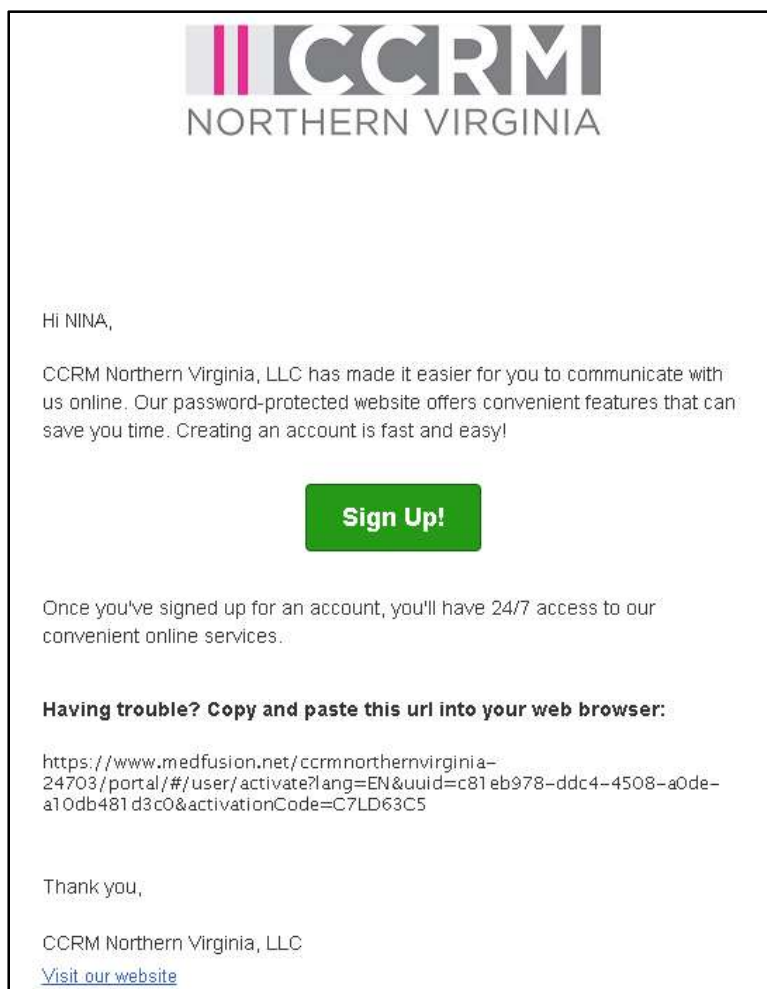 CCRM
NORTHERN VIRGINIA
Hi NINA,
CCRM Northern Virginia, LLC has made it easier for you to communicate with
us online. Our password-protected website offers convenient features that can
save you time. Creating an account is fast and easy!
Sign Up!
Once you've signed up for an account, you'll have 24/7 access to our
convenient online services.
Having trouble? Copy and paste this url into your web browser:
https://www.medfusion.net/ccrmnorthernvirginia-
24703/portal/#/user/activate?lang=EN&uuid=c81eb978-ddc4-4508-a0de-
a10db481d3c0&activationCode=C7LD63C5
Thank you,
CCRM Northern Virginia, LLC
Visit our website